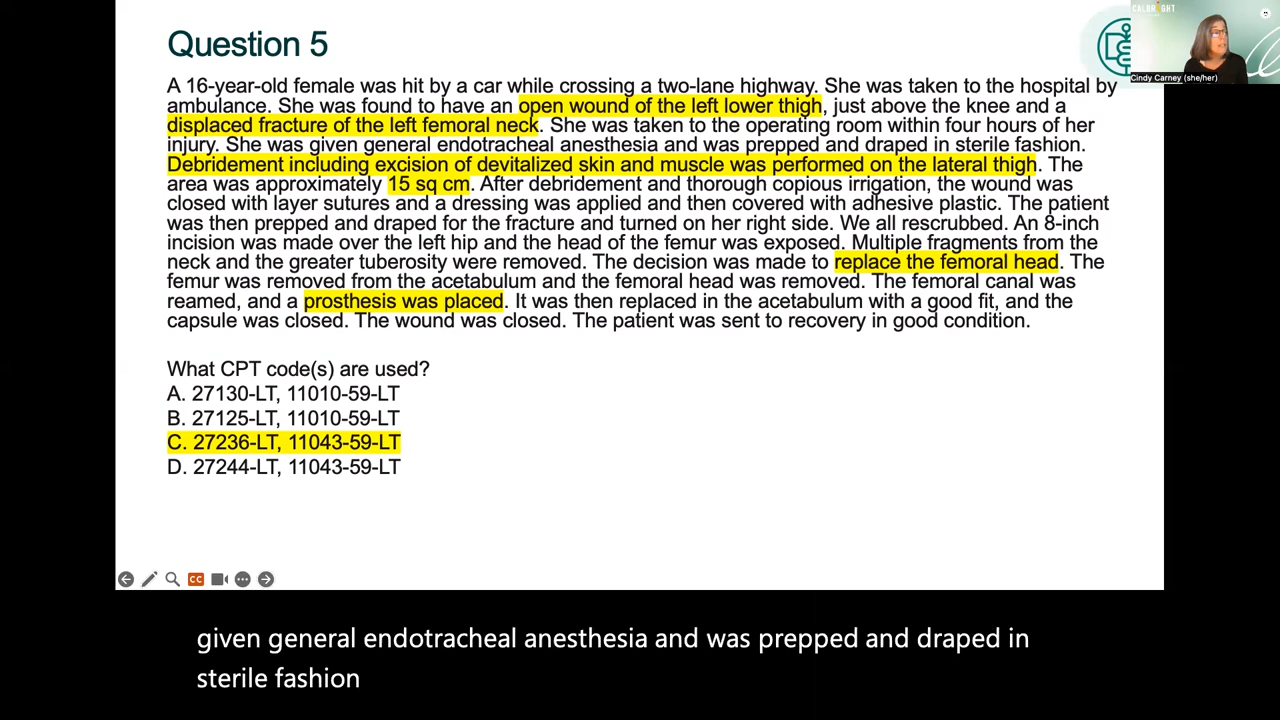 CALBRIGHT
Cindy Carney (she/her)
Question 5
A 16-year-old female was hit by a car while crossing a two-lane highway. She was taken to the hospital by
ambulance. She was found to have an open wound of the left lower thigh, just above the knee and a
displaced fracture of the left femoral neck. She was taken to the operating room within four hours of her
injury. She was given general endotracheal anesthesia and was prepped and draped in sterile fashion.
Debridement including excision of devitalized skin and muscle was performed on the lateral thigh. The
area was approximately 15 sq cm. After debridement and thorough copious irrigation, the wound was
closed with layer sutures and a dressing was applied and then covered with adhesive plastic. The patient
was then prepped and draped for the fracture and turned on her right side. We all rescrubbed. An 8-inch
incision was made over the left hip and the head of the femur was exposed. Multiple fragments from the
neck and the greater tuberosity were removed. The decision was made to replace the femoral head. The
femur was removed from the acetabulum and the femoral head was removed. The femoral canal was
reamed, and a prosthesis was placed. It was then replaced in the acetabulum with a good fit, and the
capsule was closed. The wound was closed. The patient was sent to recovery in good condition.
What CPT code(s) are used?
A. 27130-LT, 11010-59-LT
B. 27125-LT, 11010-59-LT
C. 27236-LT, 11043-59-LT
D. 27244-LT, 11043-59-LT
CC
given general endotracheal anesthesia and was prepped and draped in
sterile fashion